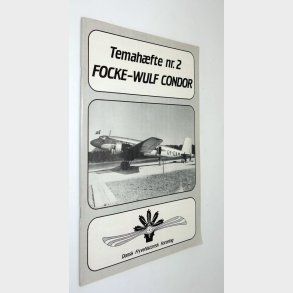 Temahæfte nr. 2
FOCKE-WULF CONDOR
Dansk Flyvehistorisk Forening